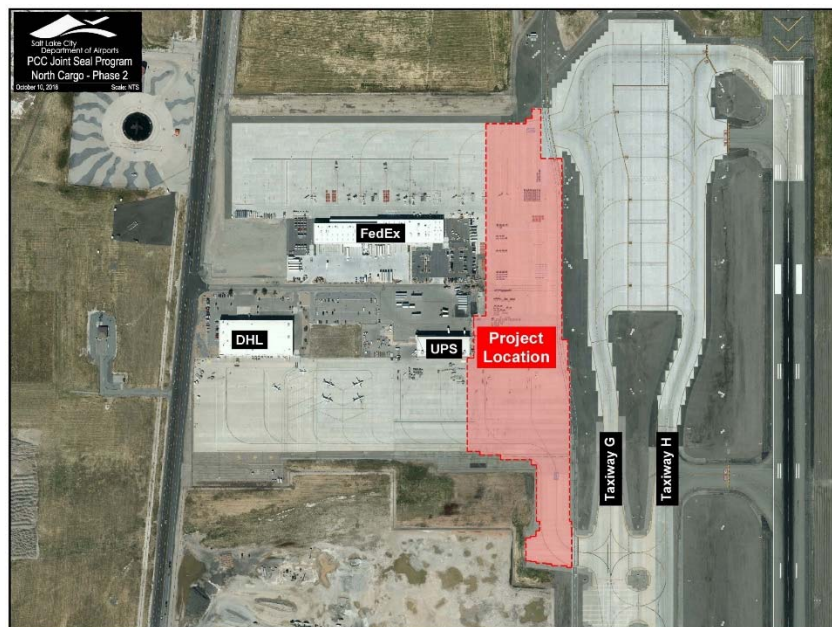 Salt Lake City
Department of Airports
PCC Joint Seal Program
North Cargo - Phase 2
October 10, 2018 Scale: NTS
FedEx
DHL
UPS
Project
Location
Taxiway G
Taxiway H